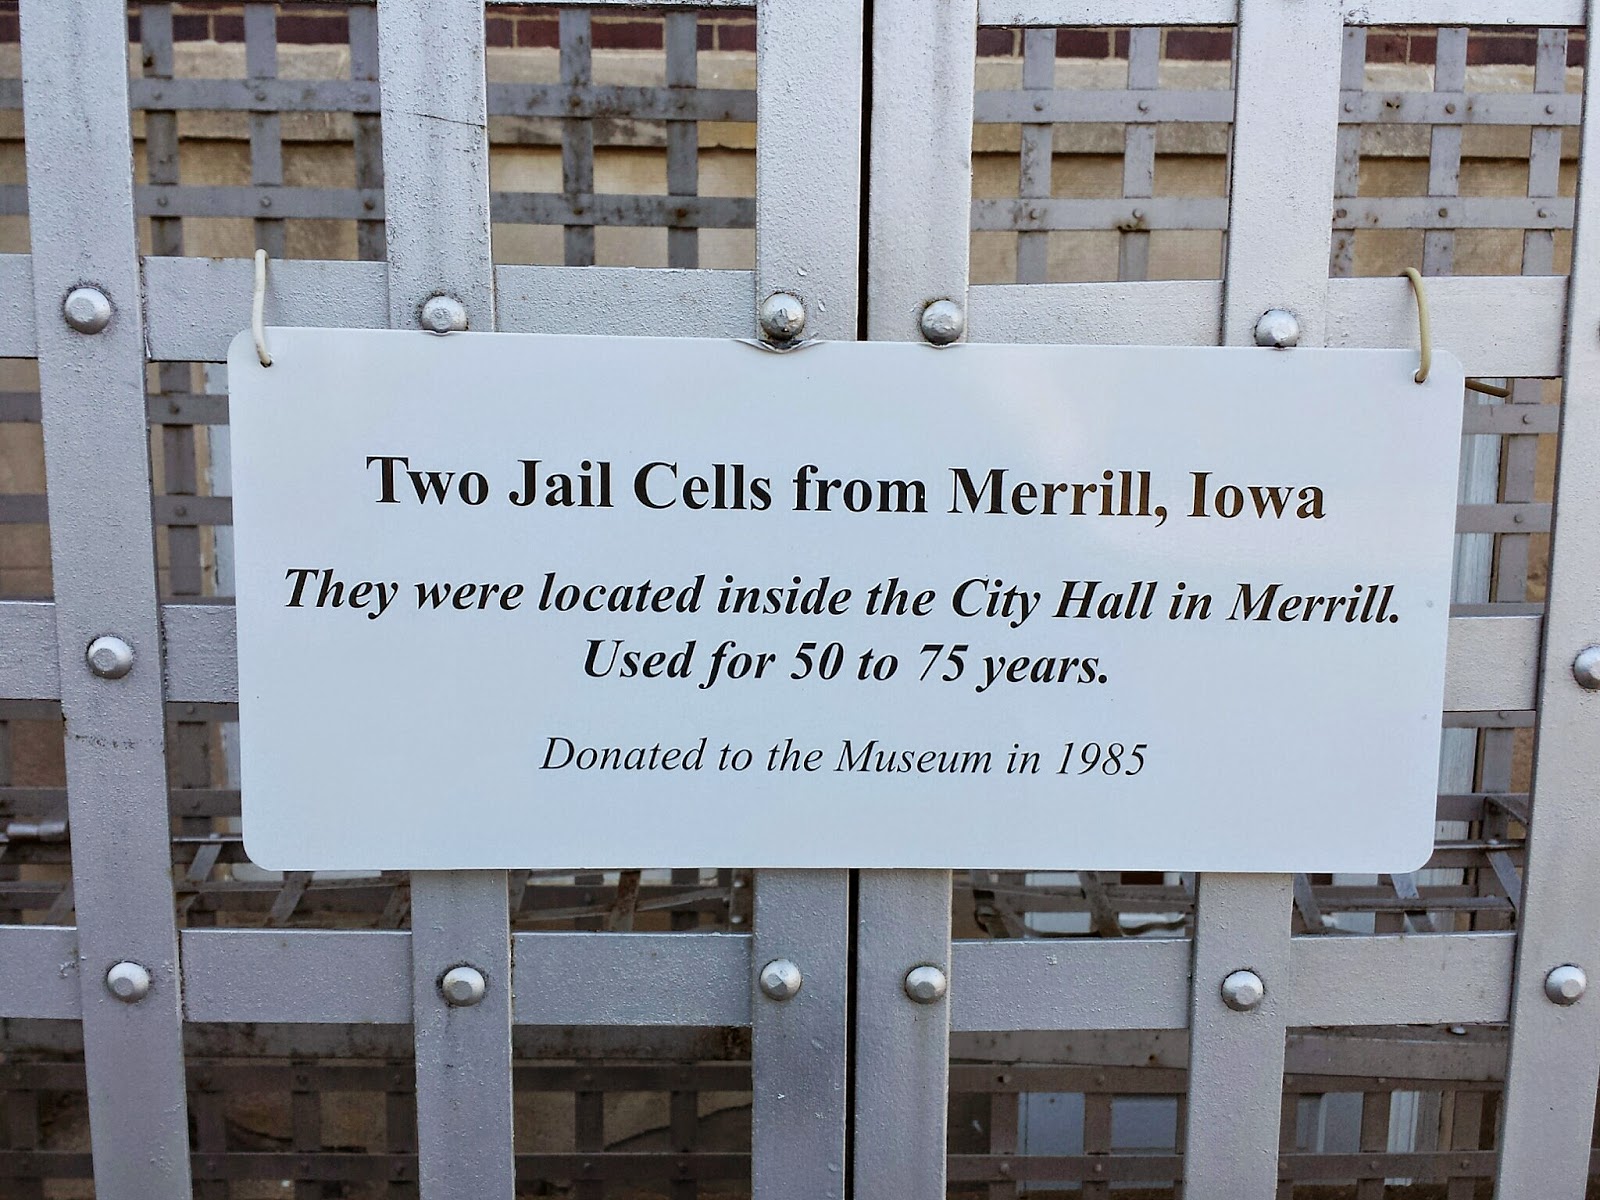 Two Jail Cells from Merrill, Iowa
They were located inside the City Hall in Merrill.
Used for 50 to 75 years.
Donated to the Museum in 1985